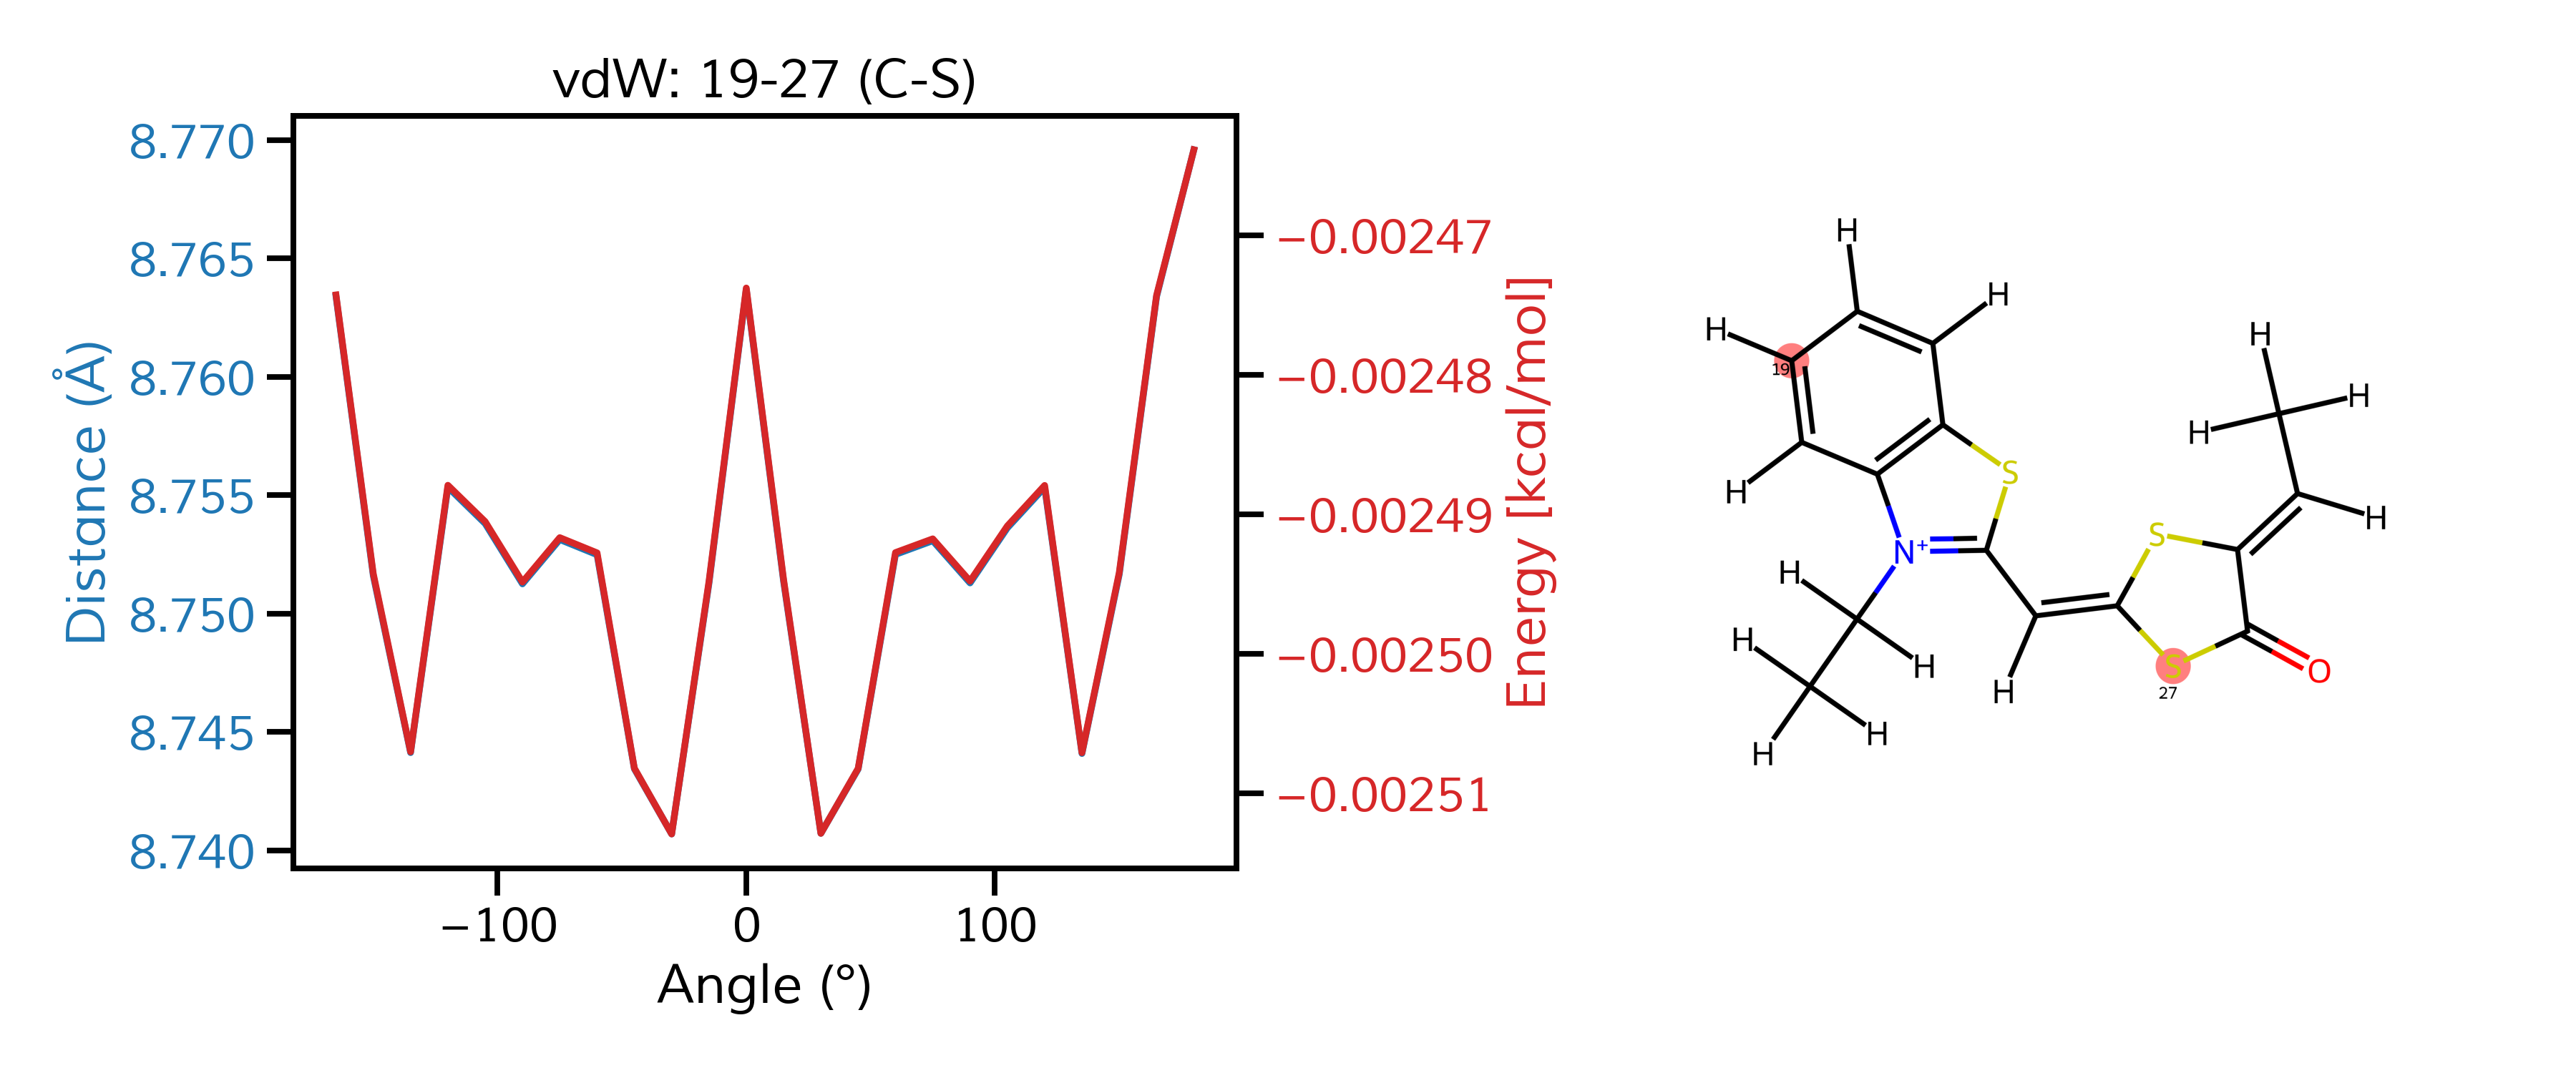 vdW: 19-27 (C-S)
8.770
8.765
8.760
8.755
8.750
8.745
8.740
Distance (Å)
−0.00247
−0.00248
−0.00249
−0.00250
−0.00251
Energy [kcal/mol]
−100 0 100
Angle (°)
H
H
H
H
19
H
S
H
H
H
H
S
N+
H
H
H
H
H
H
H
S
27
O